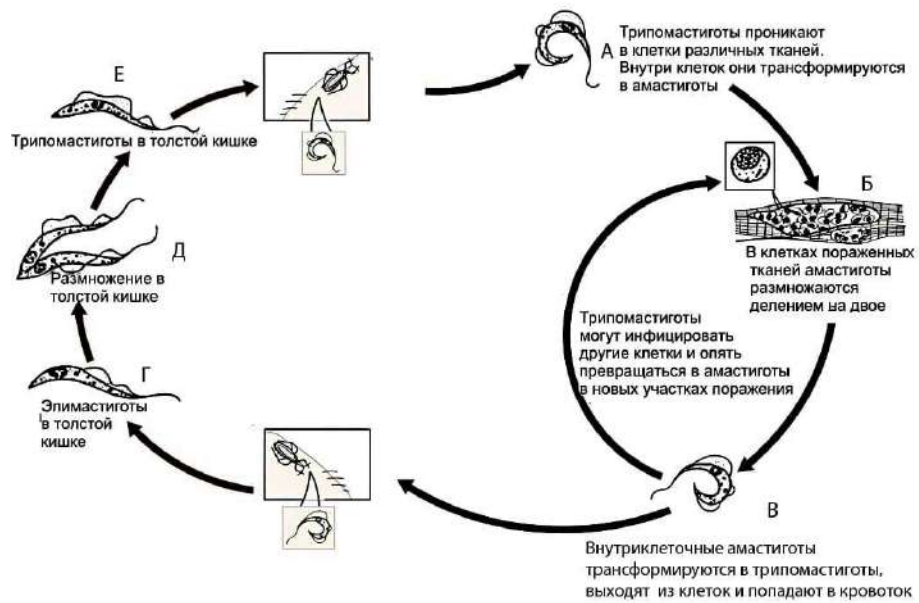 А
Трипомастиготы проникают
в клетки различных тканей.
Внутри клеток они трансформируются
в амастиготы
Б
В клетках пораженных
тканей амастиготы
размножаются
делением на двое
Трипомастиготы
могут инфицировать
другие клетки и опять
превращаться в амастиготы
в новых участках поражения
В
Внутриклеточные амастиготы
трансформируются в трипомастиготы,
выходят из клеток и попадают в кровоток
Г
Эпимастиготы
в толстой
кишке
Д
Размножение в
толстой кишке
Е
Трипомастиготы в толстой кишке